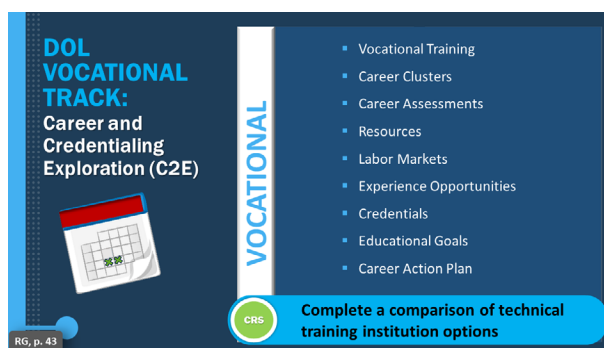 DOL
VOCATIONAL
TRACK:
Career and
Credentialing
Exploration (C2E)
VOCATIONAL
Vocational Training
Career Clusters
Career Assessments
Resources
Labor Markets
Experience Opportunities
Credentials
Educational Goals
Career Action Plan
CRS
Complete a comparison of technical
training institution options
RG, p. 43